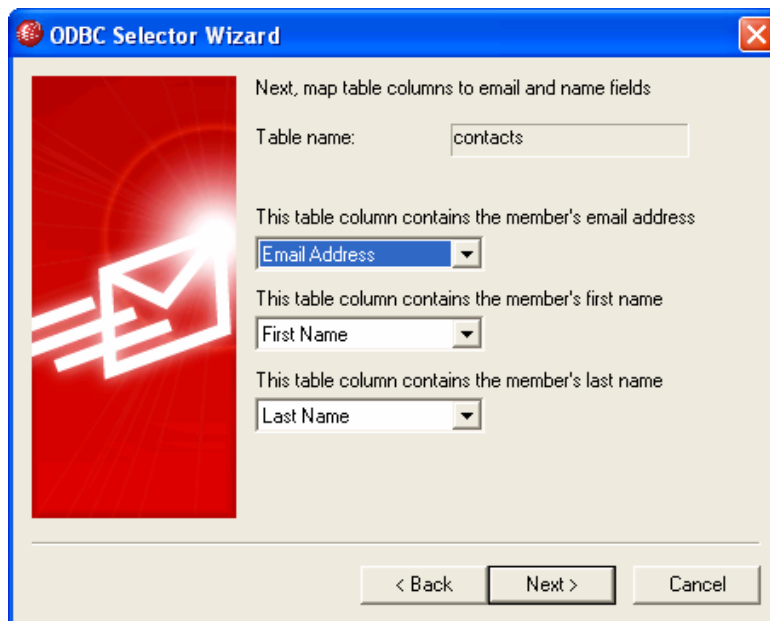 ODBC Selector Wizard
Next, map table columns to email and name fields
Table name: contacts
This table column contains the member's email address
Email Address
This table column contains the member's first name
First Name
This table column contains the member's last name
Last Name
< Back Next > Cancel